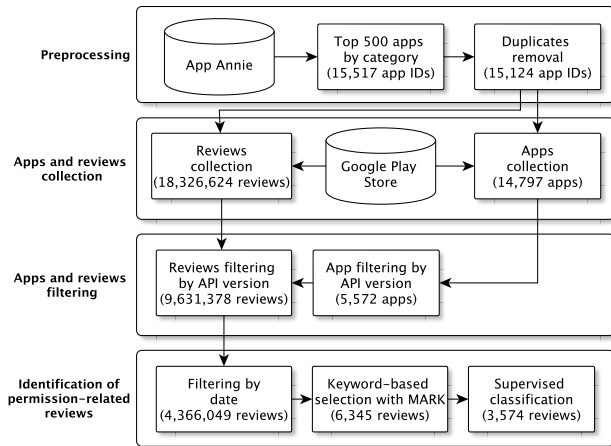 Preprocessing
App Annie
Top 500 apps
by category
(15,517 app IDs)
Duplicates
removal
(15,124 app IDs)
Apps and reviews
collection
Reviews
collection
(18,326,624 reviews)
Google Play
Store
Apps
collection
(14,797 apps)
Apps and reviews
filtering
Reviews filtering
by API version
(9,631,378 reviews)
App filtering by
API version
(5,572 apps)
Identification of
permission-related
reviews
Filtering by
date
(4,366,049 reviews)
Keyword-based
selection with MARK
(6,345 reviews)
Supervised
classification
(3,574 reviews)